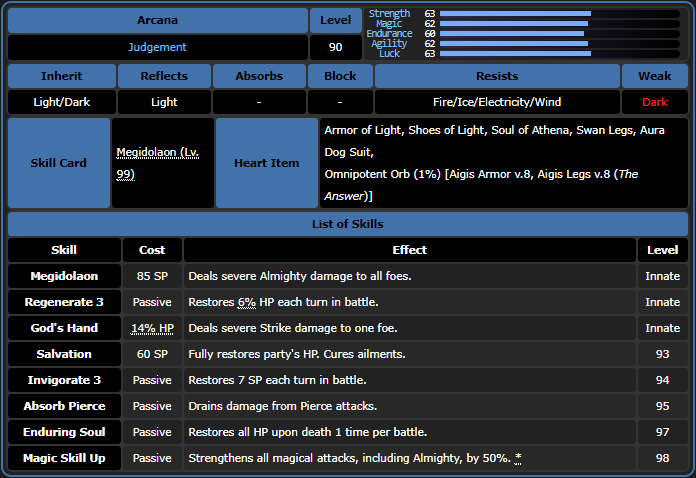 Arcana Level
Judgement 90
Strength 63
Magic 62
Endurance 60
Agility 62
Luck 63
Inherit Reflects Absorbs Block Resists Weak
Light/Dark Light - - Fire/Ice/Electricity/Wind Dark
Skill Card
Megidolaon (Lv.
99)
Heart Item
Armor of Light, Shoes of Light, Soul of Athena, Swan Legs, Aura
Dog Suit,
Omnipotent Orb (1%) [Aigis Armor v.8, Aigis Legs v.8 (The
Answer)]
List of Skills
Skill Cost Effect Level
Megidolaon 85 SP Deals severe Almighty damage to all foes. Innate
Regenerate 3 Passive Restores 6% HP each turn in battle. Innate
God's Hand 14% HP Deals severe Strike damage to one foe. Innate
Salvation 60 SP Fully restores party's HP. Cures ailments. 93
Invigorate 3 Passive Restores 7 SP each turn in battle. 94
Absorb Pierce Passive Drains damage from Pierce attacks. 95
Enduring Soul Passive Restores all HP upon death 1 time per battle. 97
Magic Skill Up Passive Strengthens all magical attacks, including Almighty, by 50%. * 98